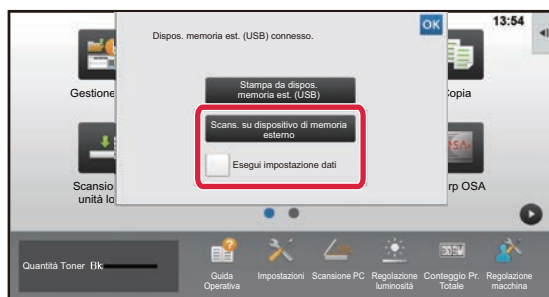 Dispos. memoria est. (USB) connesso.
OK
13:54
Stampa da dispos.
memoria est. (USB)
Gestione
Copia
Scans. su dispositivo di memoria
esterno
Esegui impostazione dati
Scansio
unità lo
rp OSA
Quantità Toner Bk
Guida
Operativa
Impostazioni
Scansione PC
Regolazione
luminosità
Conteggio Pr.
Totale
Regolazione
macchina